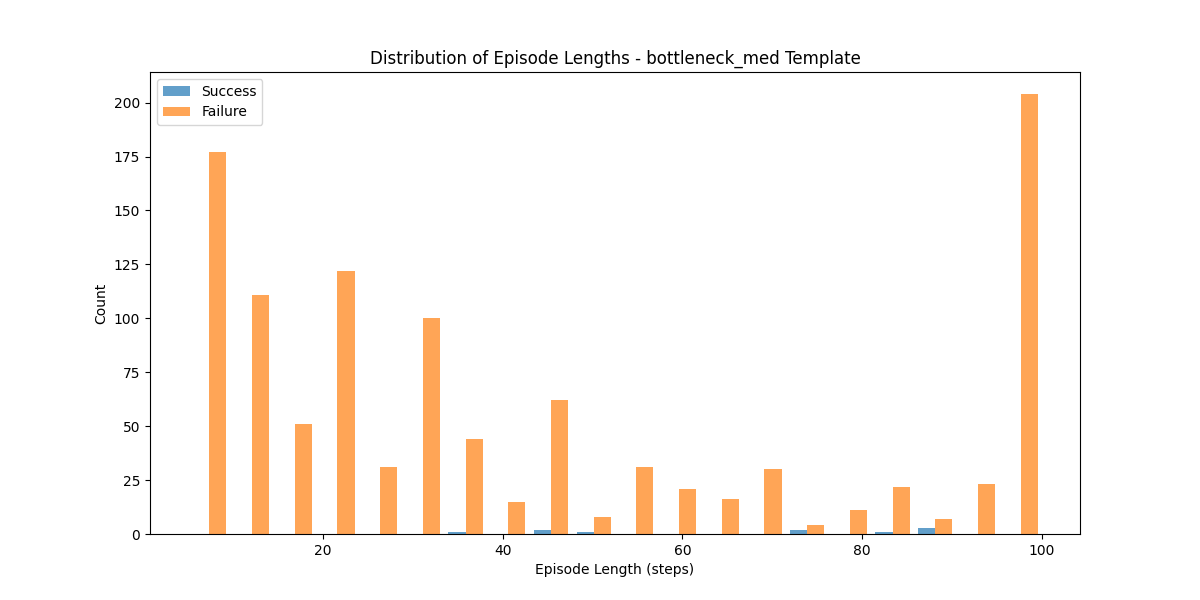 Distribution of Episode Lengths - bottleneck_med Template
Success
Failure
Count
200
175
150
125
100
75
50
25
0
20 40 60 80 100
Episode Length (steps)